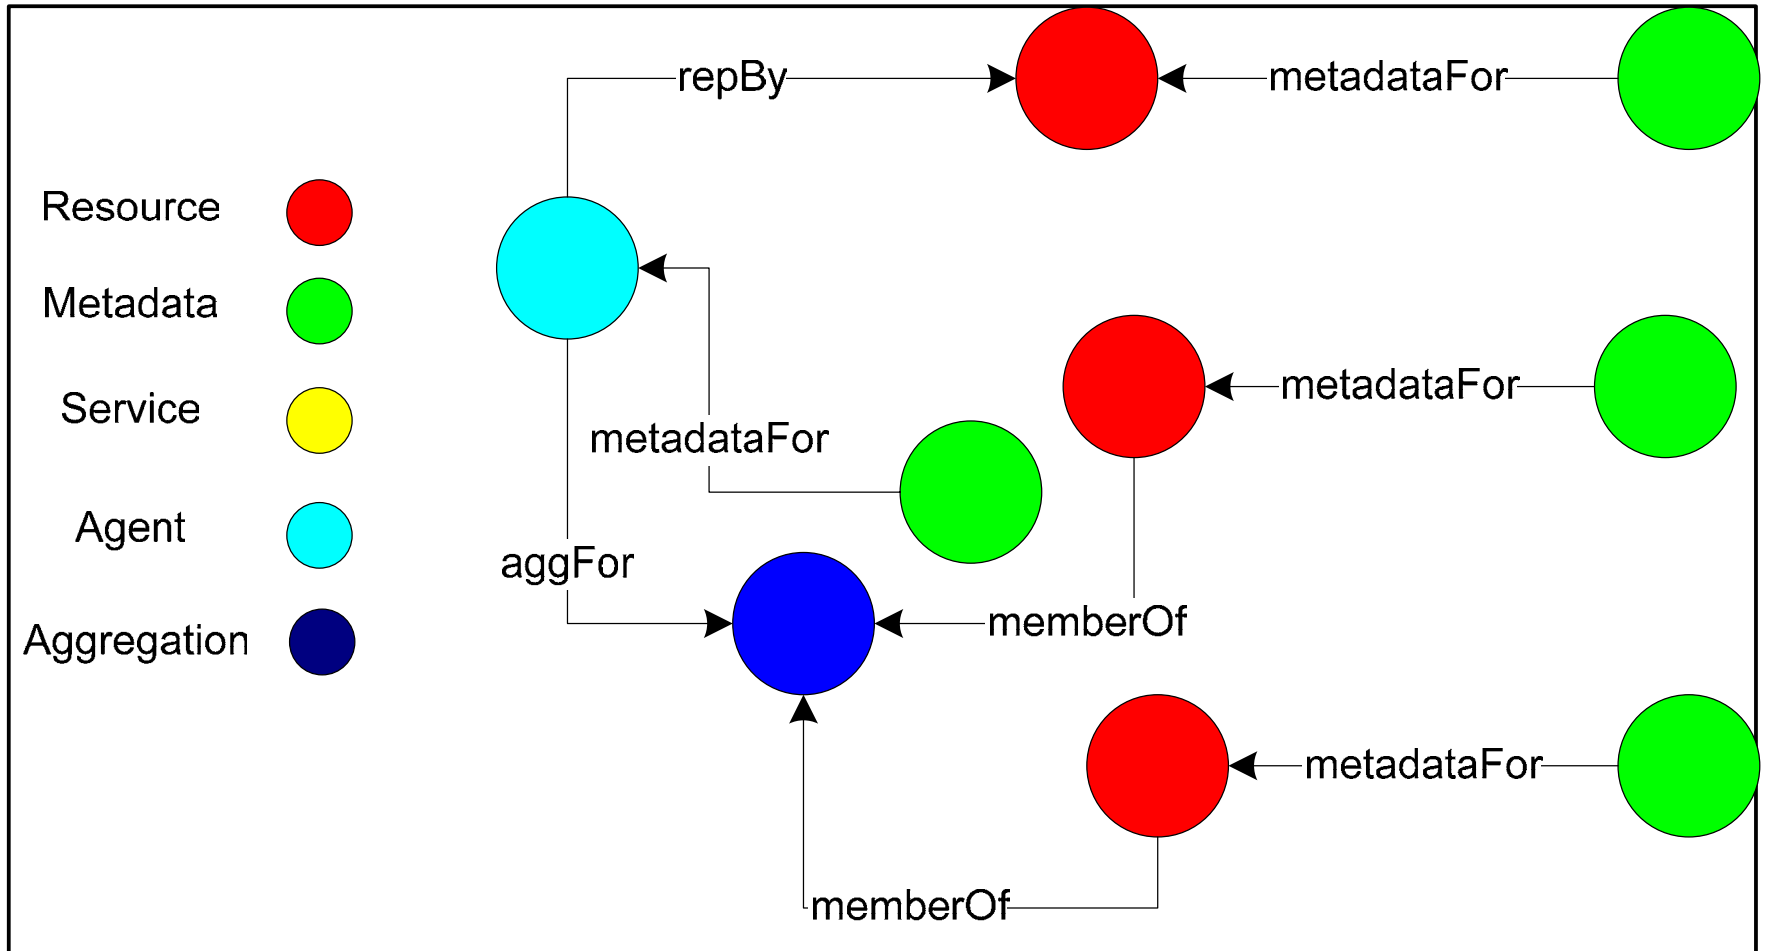 repBy
metadataFor
Resource
Metadata
metadataFor
Service
metadataFor
Agent
aggFor
memberOf
Aggregation
metadataFor
memberOf